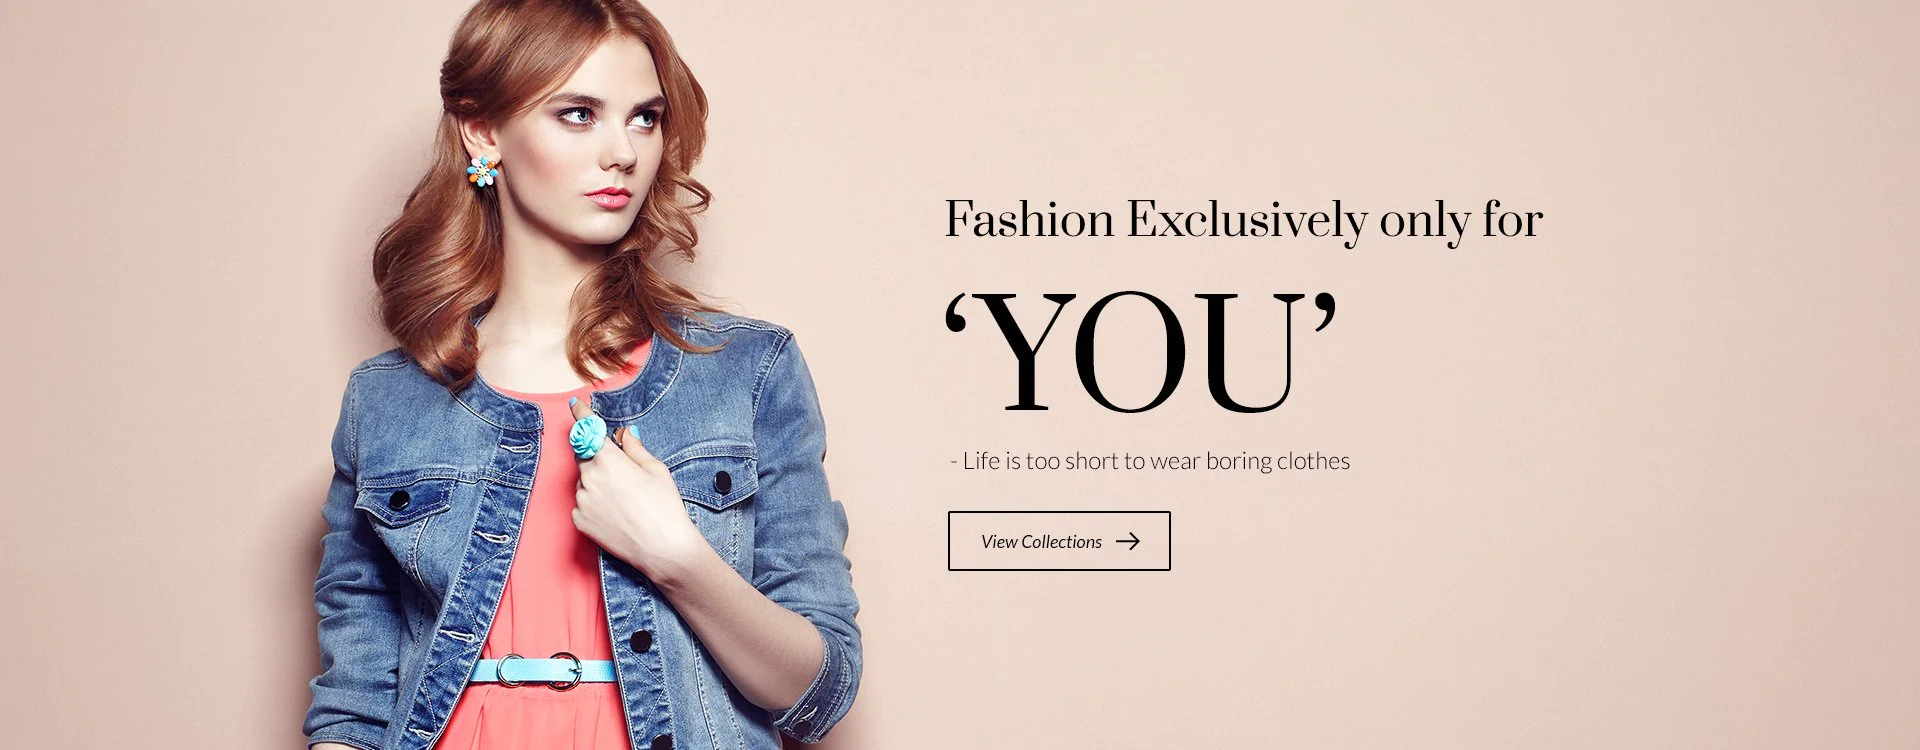 Fashion Exclusively only for
‘YOU’
- Life is too short to wear boring clothes
View Collections →